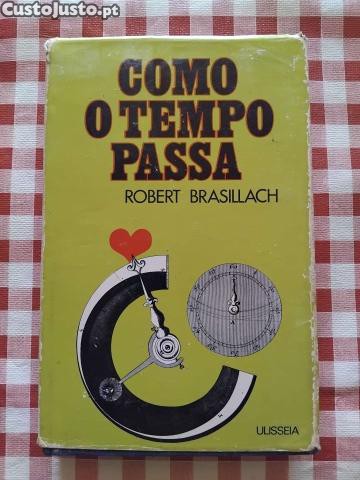 CustoJusto.pt
COMO
O TEMPO
PASSA
ROBERT BRASILLACH
ULISSEIA